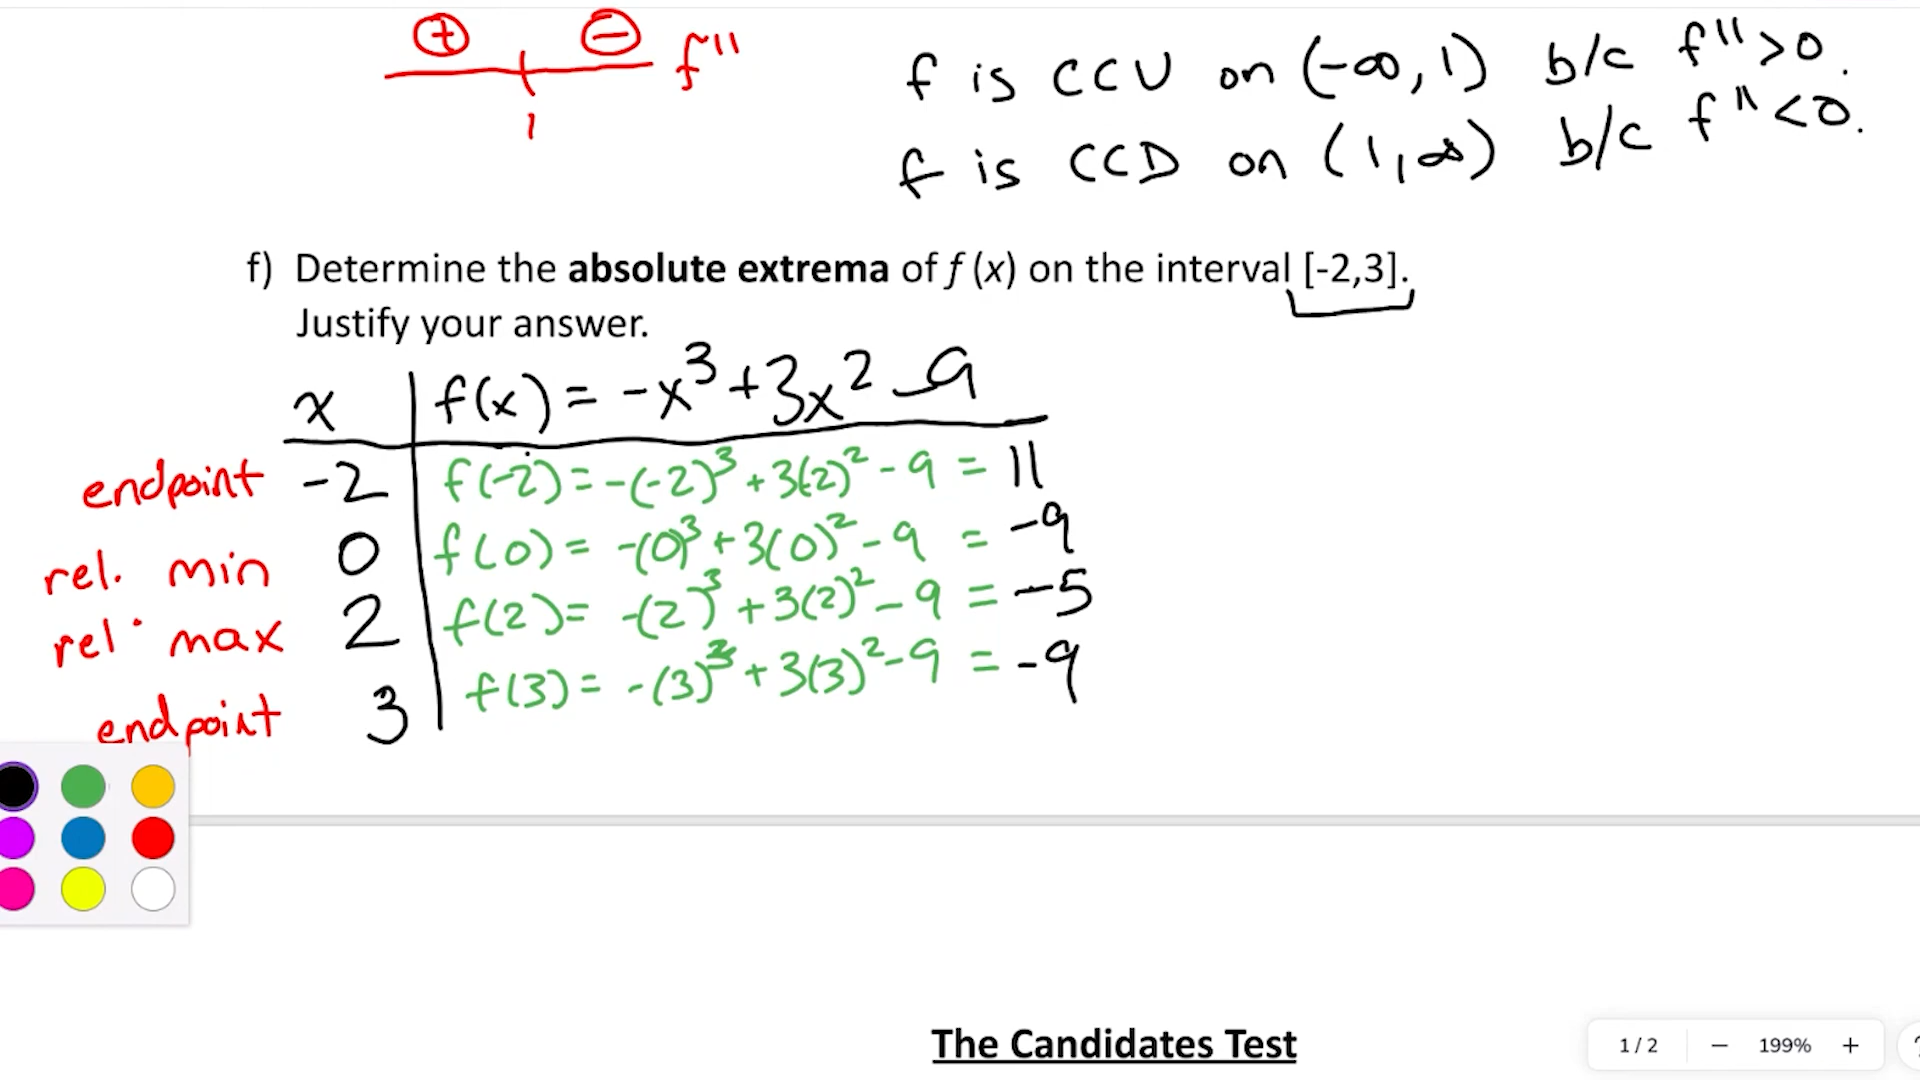 ⊕ ⊖ f''
1
f is CCU on (-∞, 1) b/c f'' > 0.
f is CCD on (1, ∞) b/c f'' < 0.
f) Determine the absolute extrema of f (x) on the interval [-2,3].
Justify your answer.
x f(x) = -x³ + 3x² - 9
endpoint -2 f(-2) = -(-2)³ + 3(-2)² - 9 = 11
rel. min 0 f(0) = -(0)³ + 3(0)² - 9 = -9
rel. max 2 f(2) = -(2)³ + 3(2)² - 9 = -5
endpoint 3 f(3) = -(3)³ + 3(3)² - 9 = -9
The Candidates Test
1 / 2 − 199% +